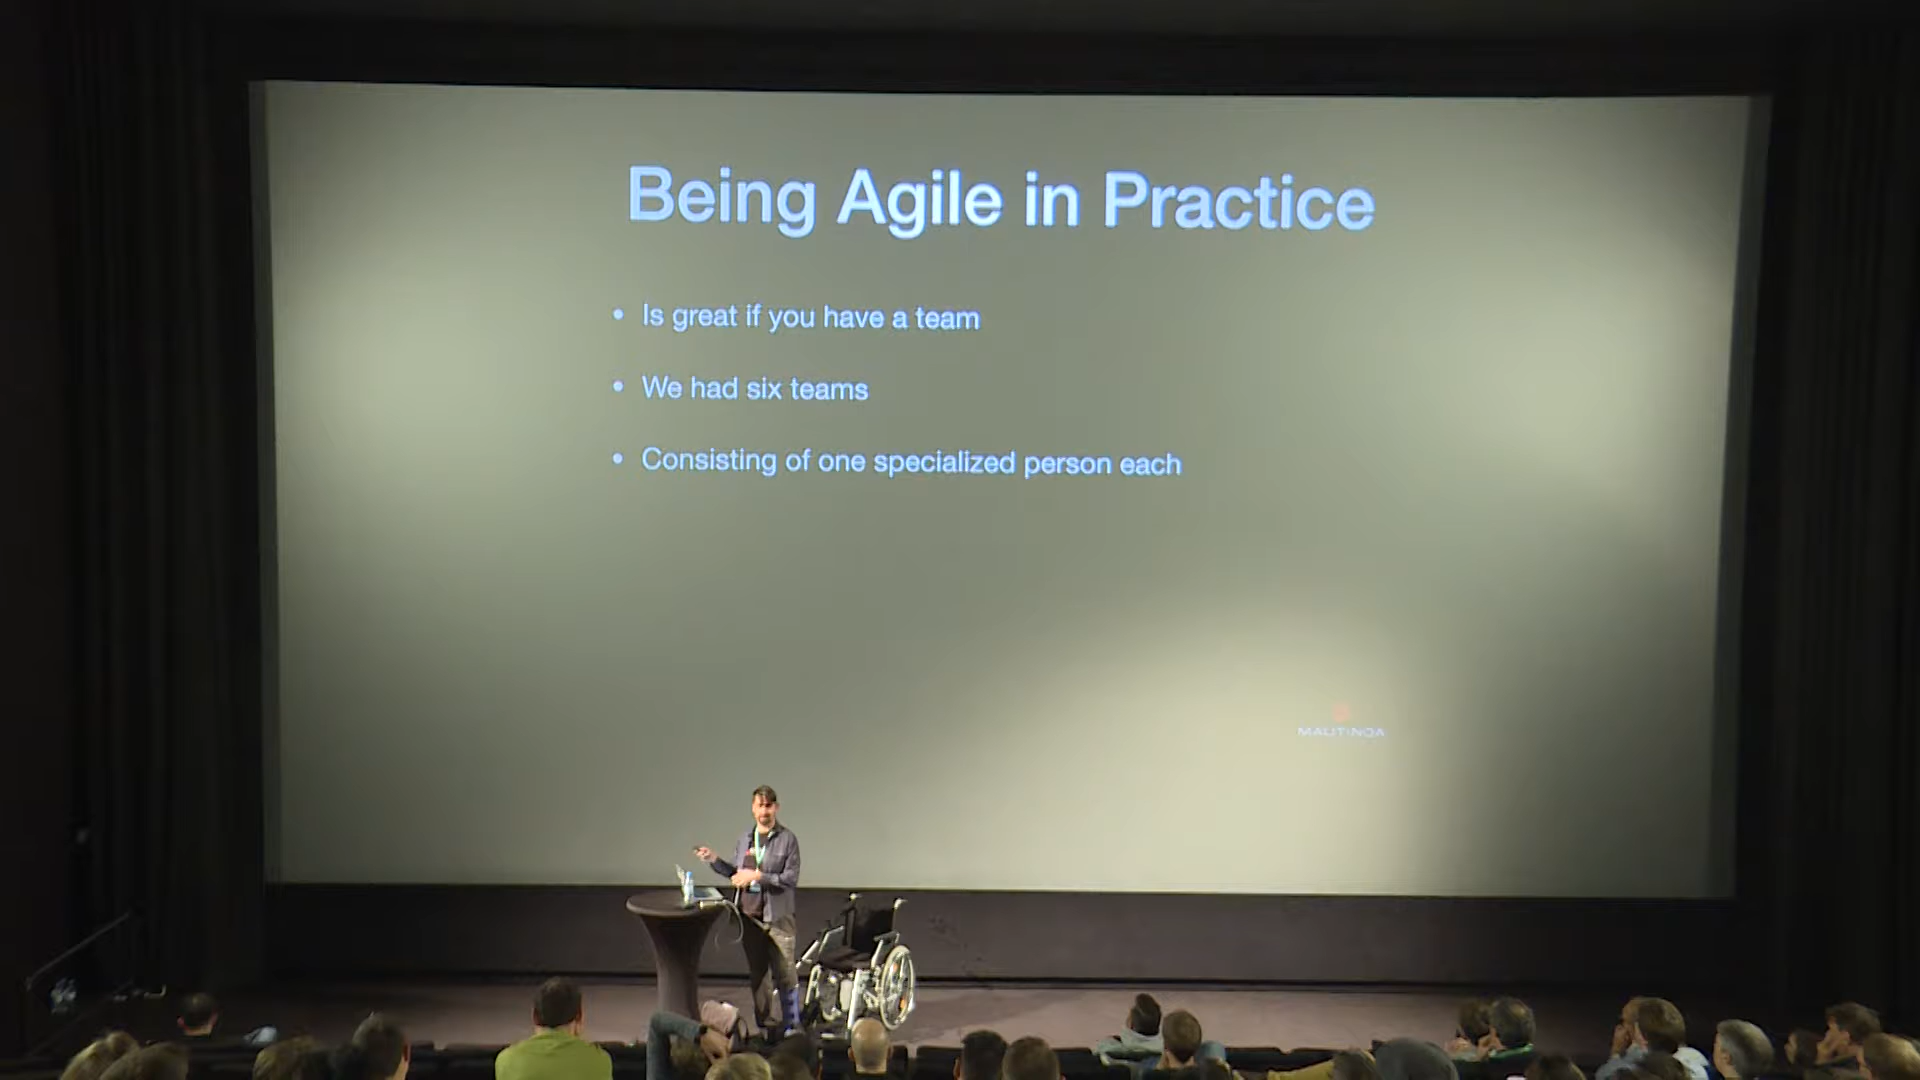 Being Agile in Practice
• Is great if you have a team
• We had six teams
• Consisting of one specialized person each
MAUTINOA